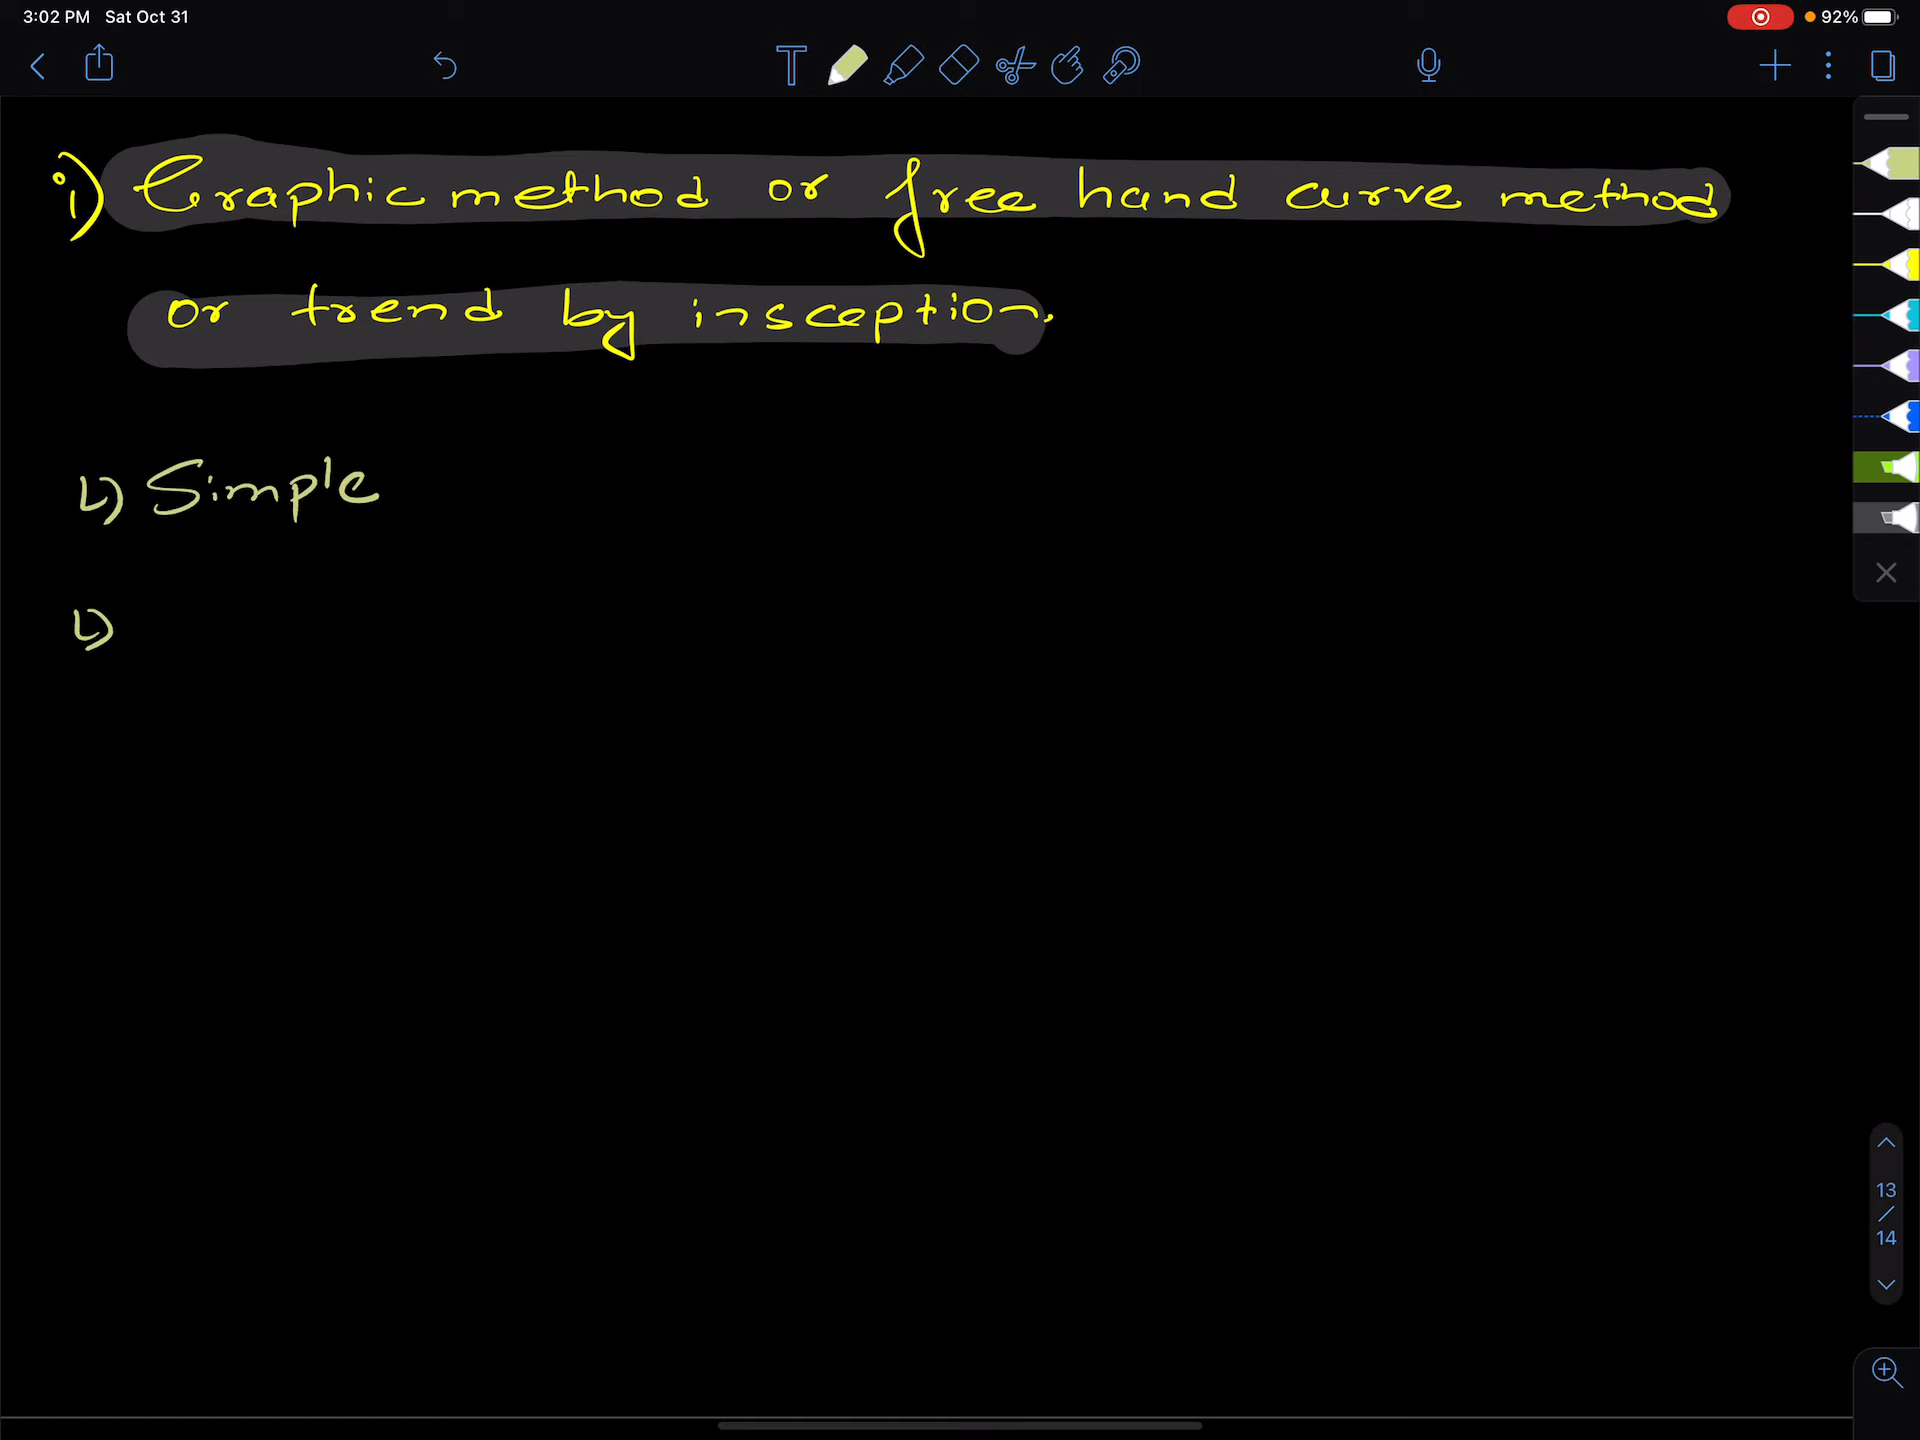 3:02 PM Sat Oct 31
92%
i) Graphic method or free hand curve method
or trend by insception.
↳) Simple
↳)
13
/
14